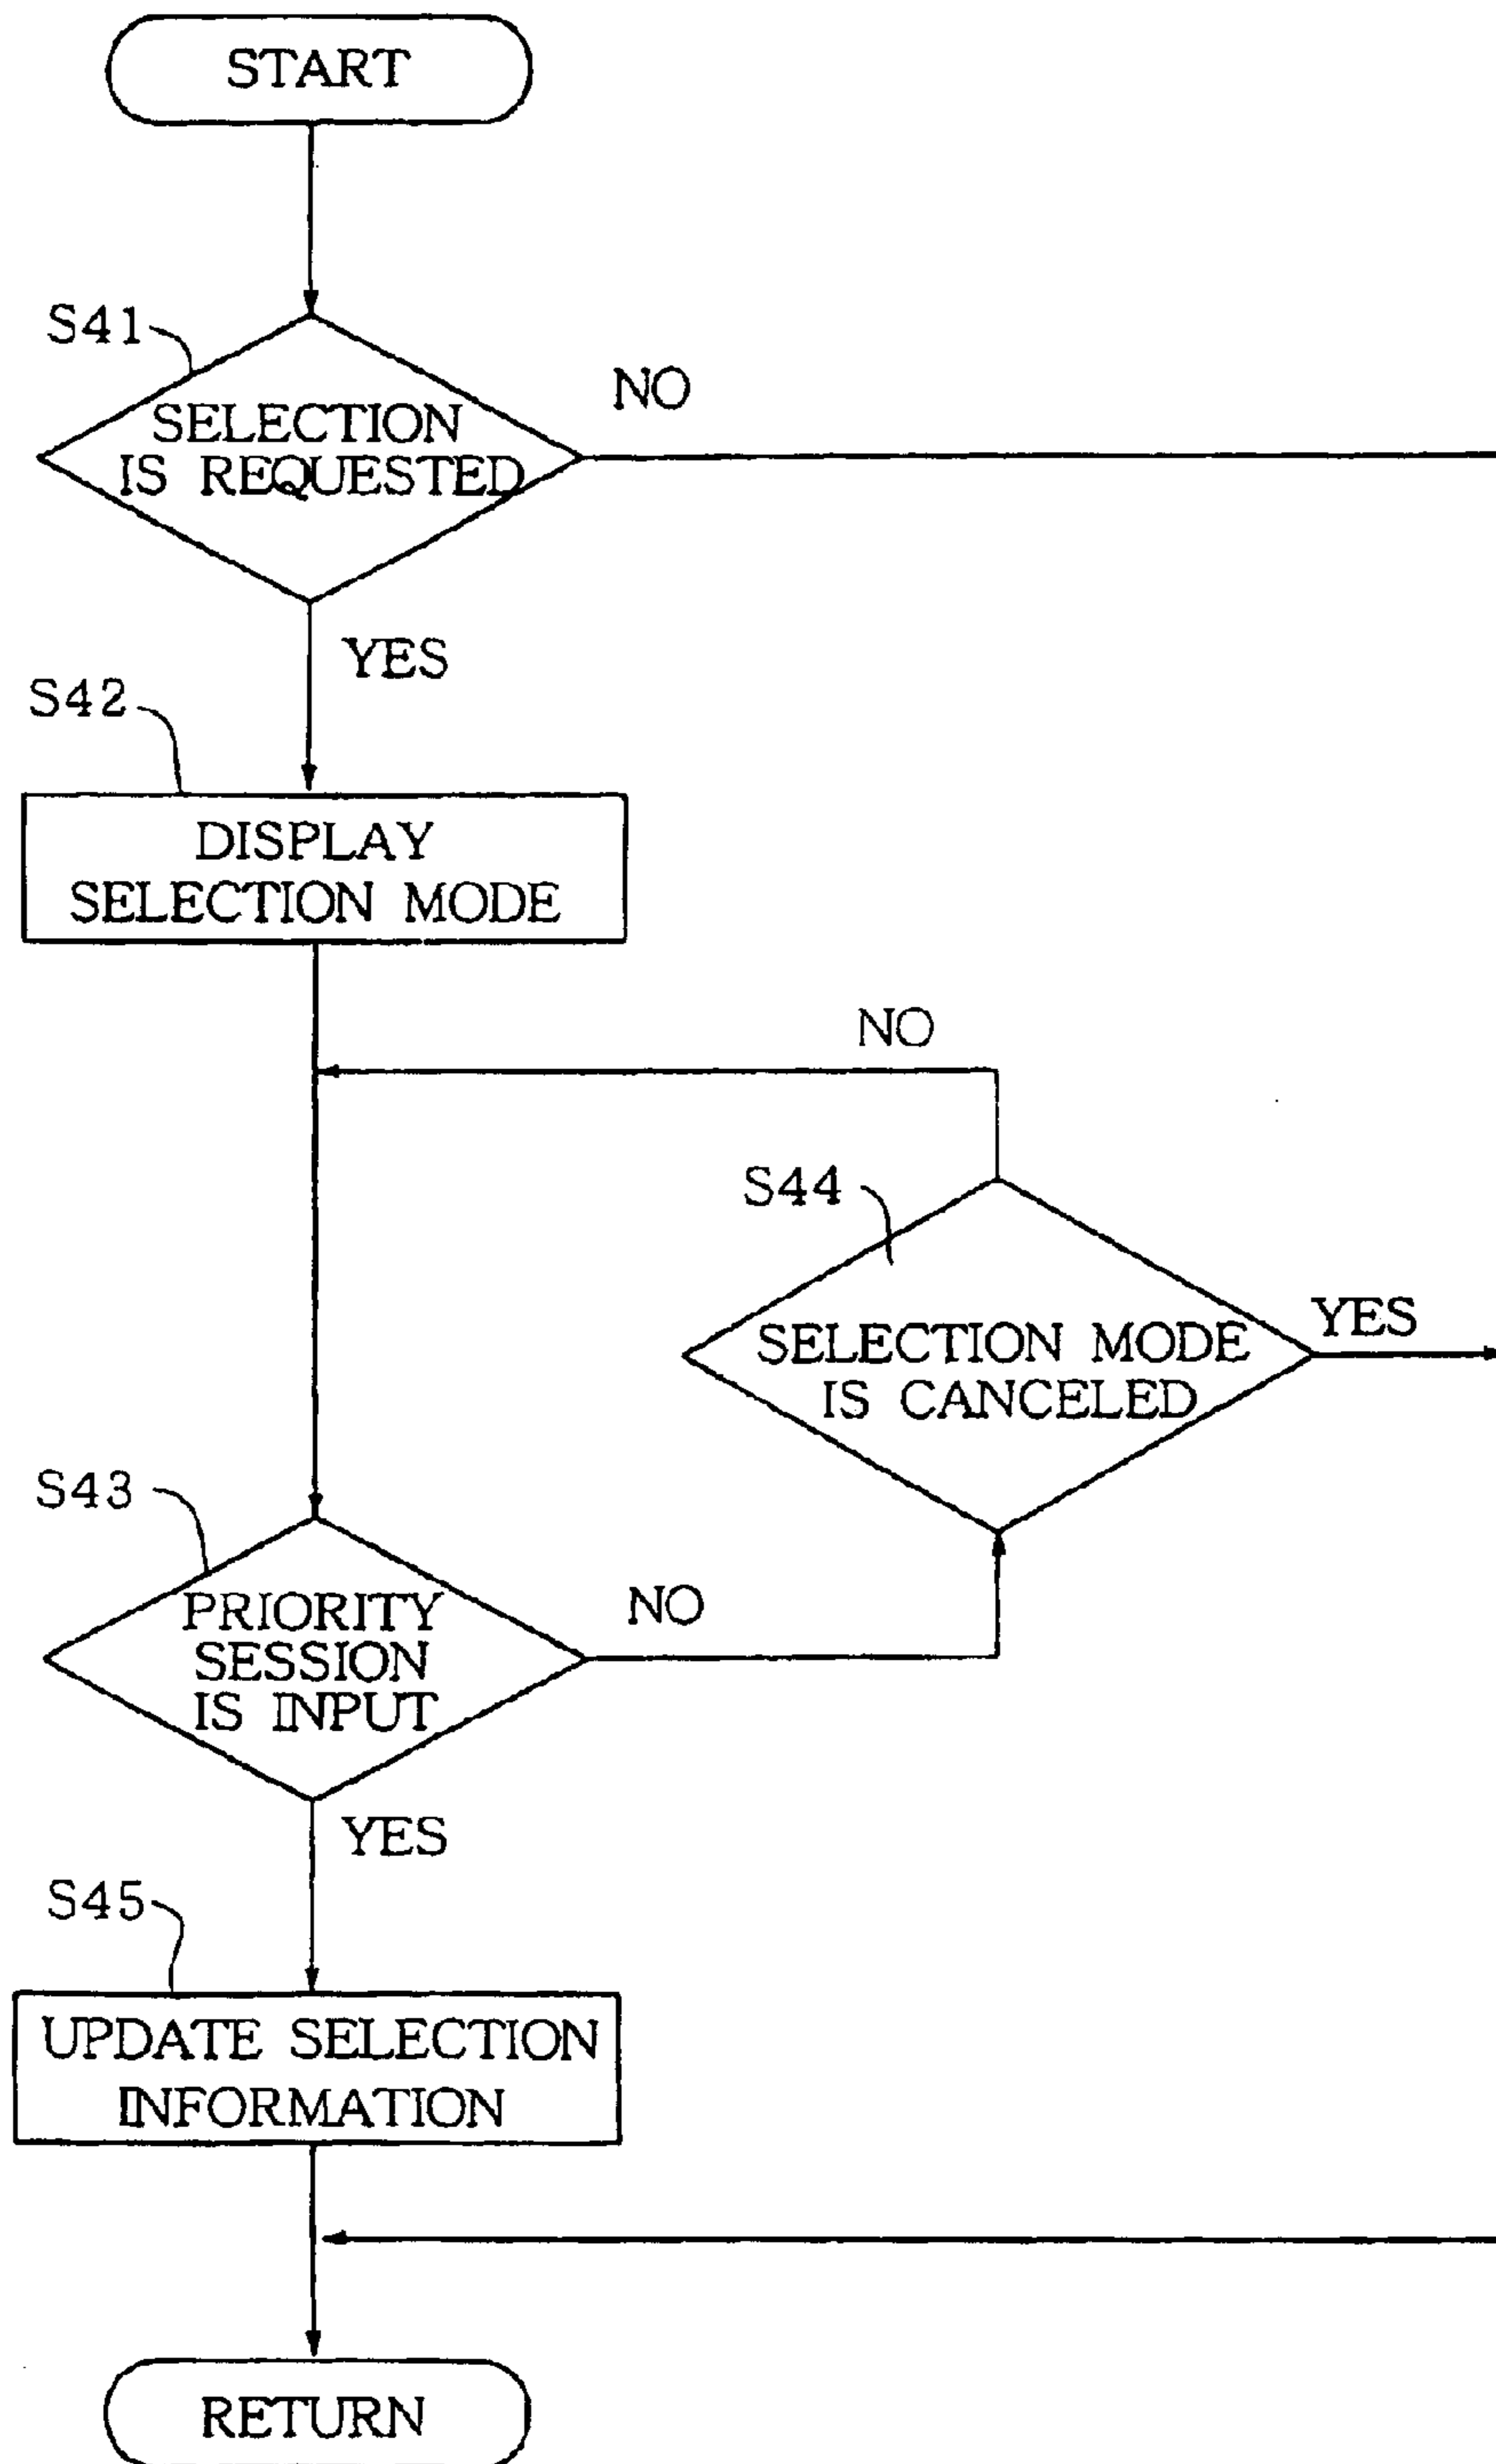 START
S41
NO
SELECTION
IS REQUESTED
YES
S42
DISPLAY
SELECTION MODE
NO
S44
SELECTION MODE
IS CANCELED
YES
S43
PRIORITY
SESSION
IS INPUT
NO
YES
S45
UPDATE SELECTION
INFORMATION
RETURN